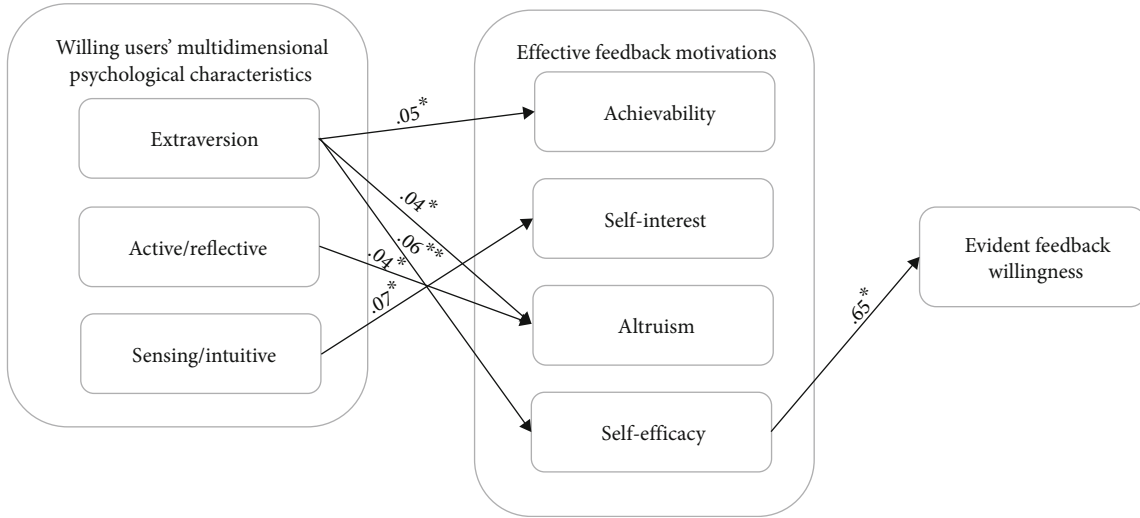 Willing users’ multidimensional
psychological characteristics
Extraversion
Active/reflective
Sensing/intuitive
.05*
.04*
.06**
.04*
.07*
Effective feedback motivations
Achievability
Self-interest
Altruism
Self-efficacy
.65*
Evident feedback
willingness